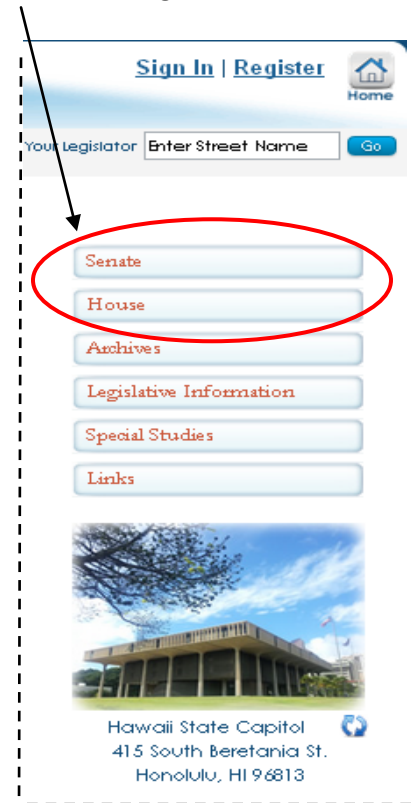 Sign In | Register
Home
Your Legislator Enter Street Name Go
Senate
House
Archives
Legislative Information
Special Studies
Links
Hawaii State Capitol
415 South Beretania St.
Honolulu, HI 96813